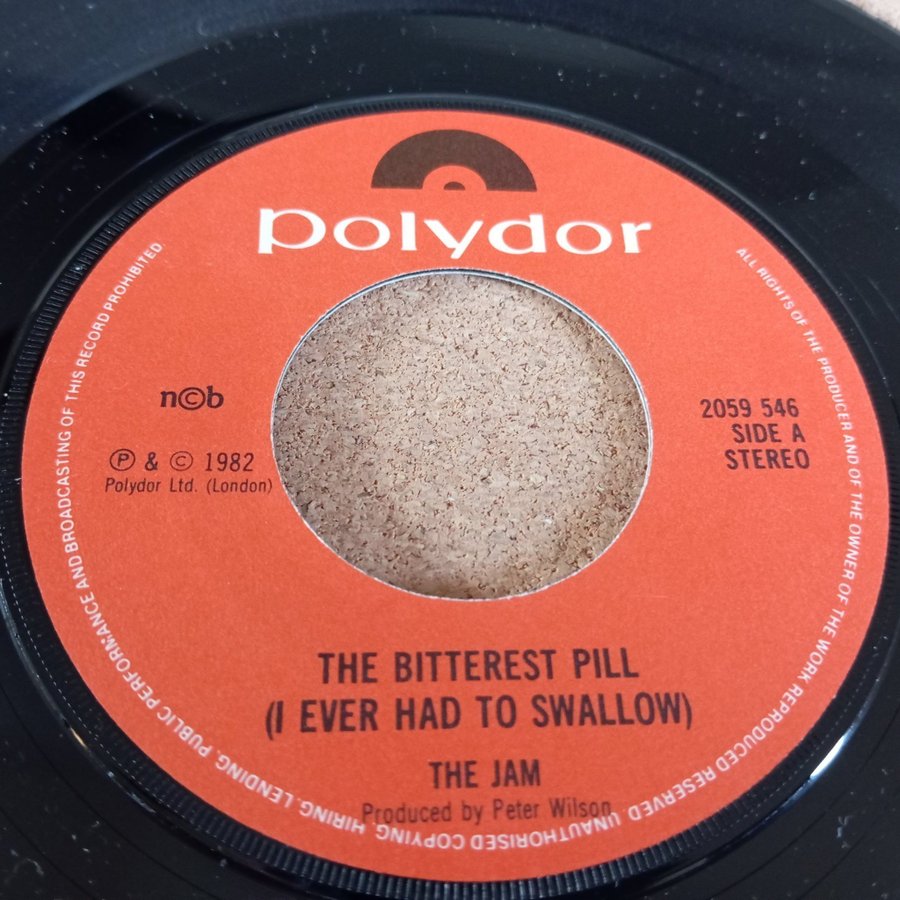 polydor
n©b
℗ & © 1982
Polydor Ltd. (London)
2059 546
SIDE A
STEREO
THE BITTEREST PILL
(I EVER HAD TO SWALLOW)
THE JAM
Produced by Peter Wilson
ALL RIGHTS OF THE PRODUCER AND OF THE OWNER OF THE WORK REPRODUCED RESERVED. UNAUTHORISED COPYING, HIRING, LENDING, PUBLIC PERFORMANCE AND BROADCASTING OF THIS RECORD PROHIBITED